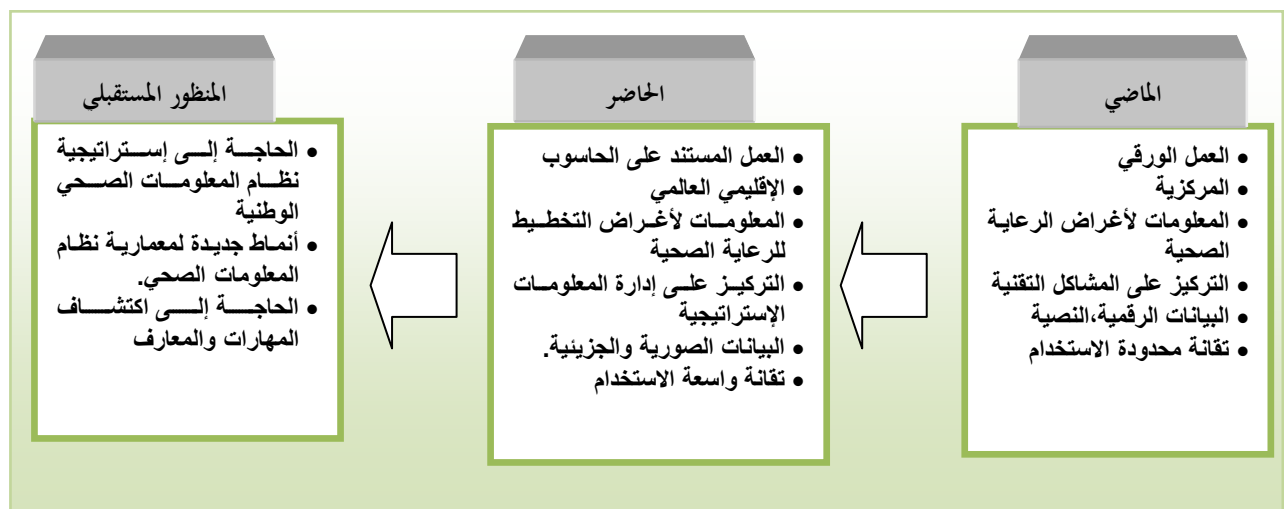 الماضي
• العمل الورقي
• المركزية
• المعلومات لأغراض الرعاية
الصحية
• التركيز على المشاكل التقنية
• البيانات الرقمية،النصية
• تقانة محدودة الاستخدام
الحاضر
• العمل المستند على الحاسوب
• الإقليمي العالمي
• المعلومات لأغراض التخطيط
للرعاية الصحية
• التركيز على إدارة المعلومات
الإستراتيجية
• البيانات الصورية والجزيئية.
• تقانة واسعة الاستخدام
المنظور المستقبلي
• الحاجة إلى إستراتيجية
نظام المعلومات الصحي
الوطنية
• أنماط جديدة لمعمارية نظام
المعلومات الصحي.
• الحاجة إلى اكتشاف
المهارات والمعارف